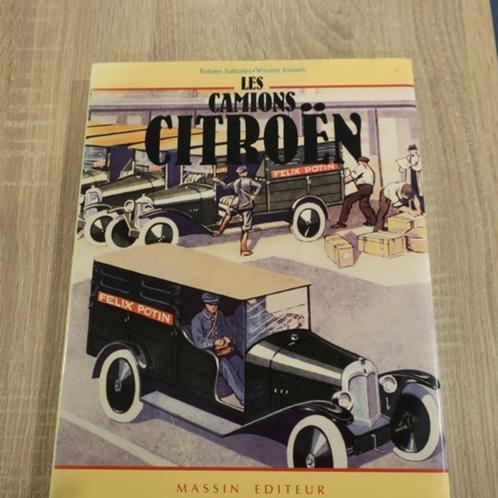 Fabien Sabatès • Wouter Jansen
LES
CAMIONS
CITROËN
FELIX POTIN
FELIX POTIN
MASSIN EDITEUR